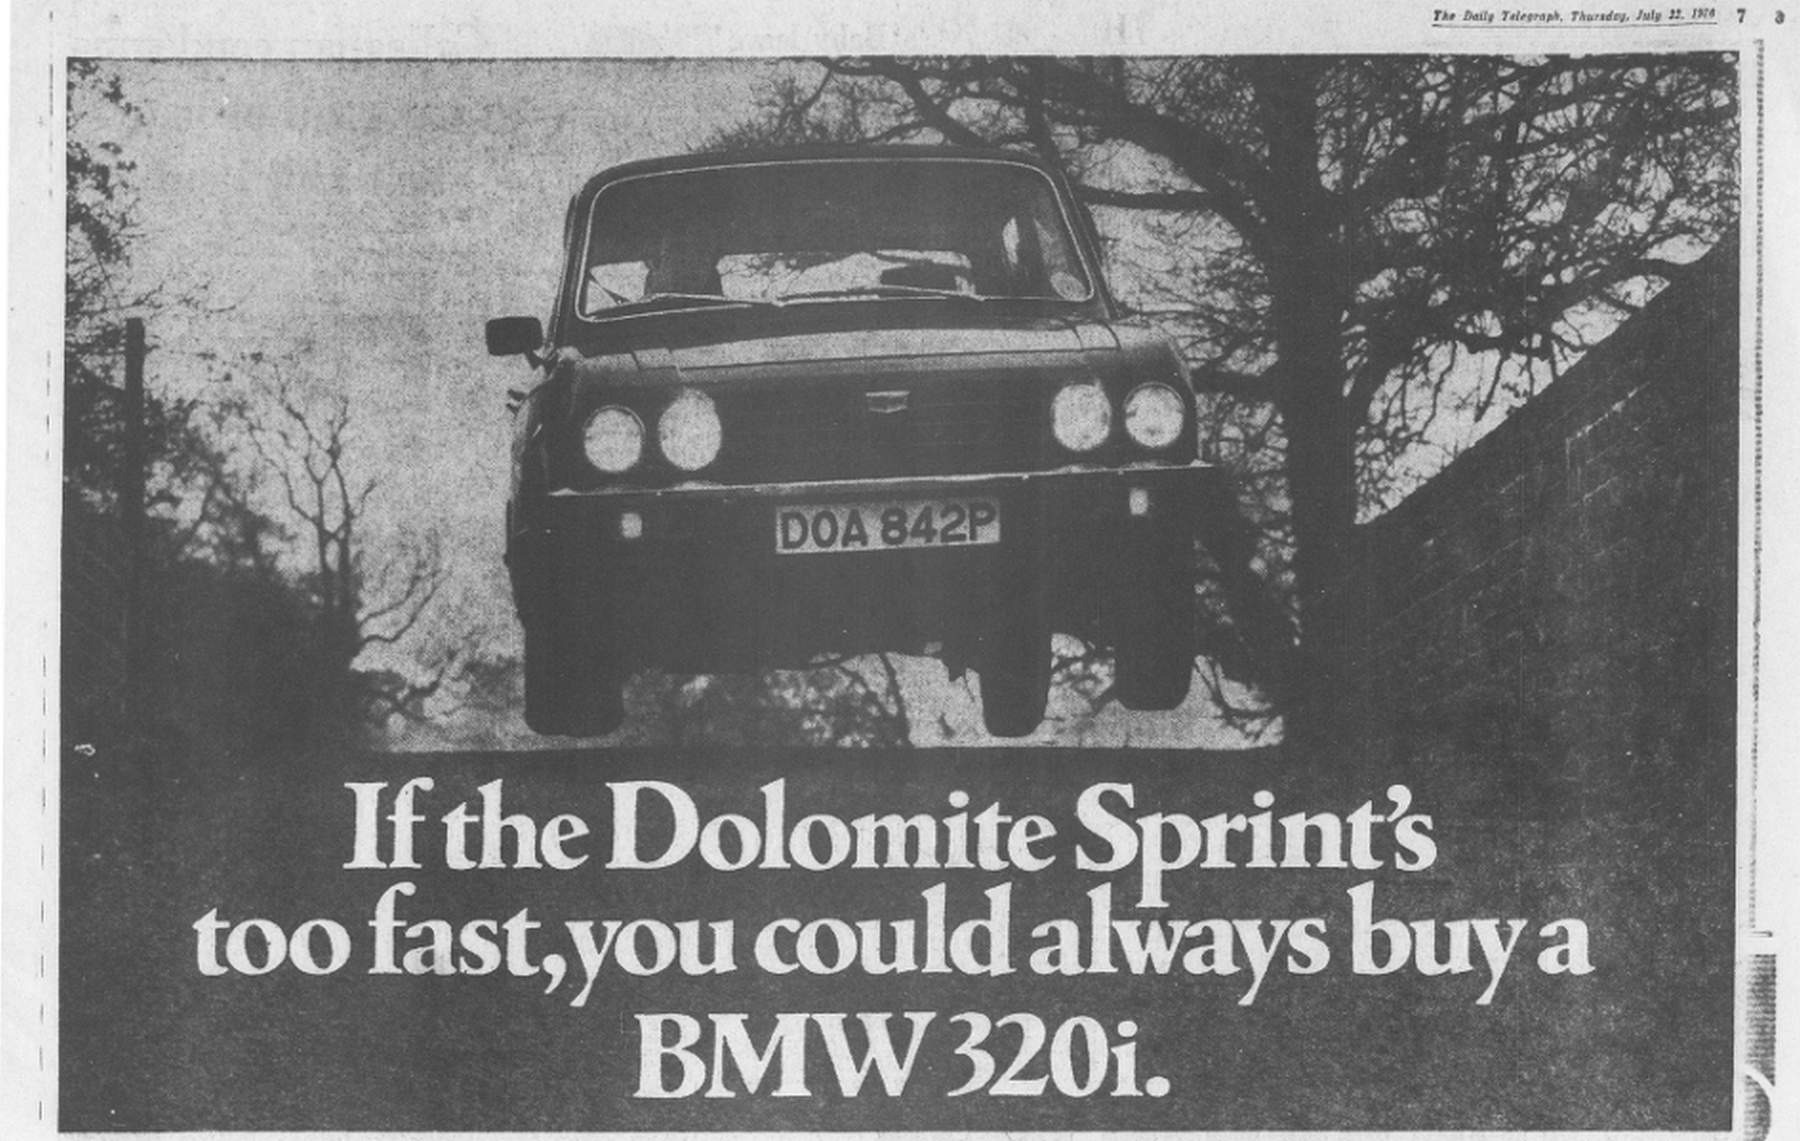 The Daily Telegraph, Thursday, July 22, 1976 7
DOA 842P
If the Dolomite Sprint's
too fast, you could always buy a
BMW 320i.